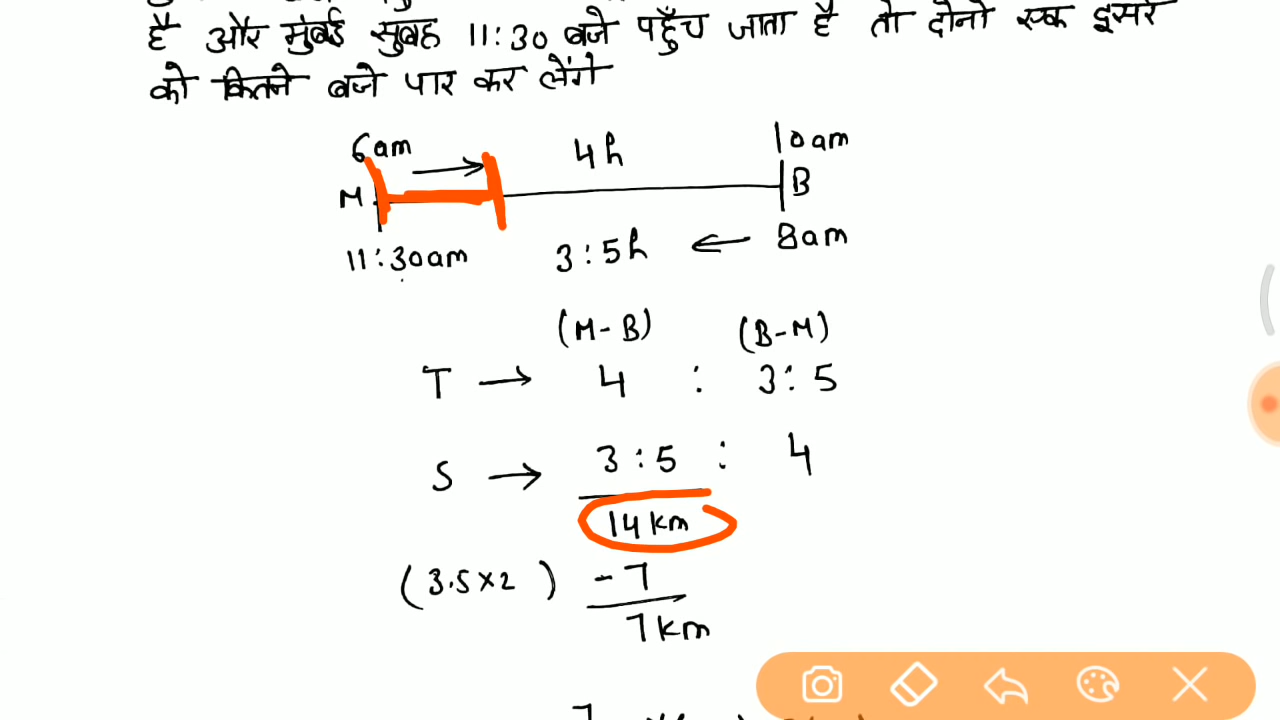 है और मुंबई सुबह 11:30 बजे पहुँच जाता है तो दोनो एक दूसरे
को कितने बजे पार कर लेंगे
6am 4h 10am
M B
11:30am 3:5h 8am
(M-B) (B-M)
T → 4 : 3:5
S → 3:5 : 4
14km
(3.5×2) -7
7km